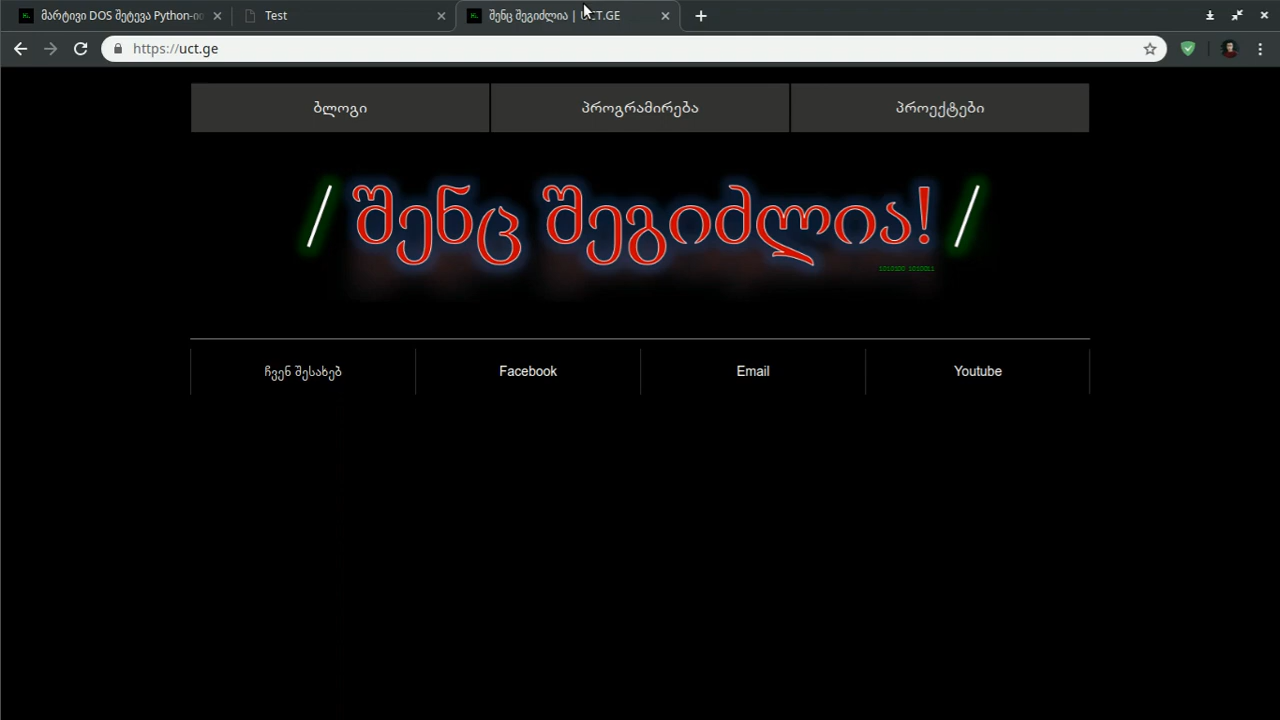 მარტივი DOS შეტევა Python-ით
Test
შენც შეგიძლია | UCT.GE
https://uct.ge
ბლოგი
პროგრამირება
პროექტები
/ შენც შეგიძლია! /
ჩვენ შესახებ
Facebook
Email
Youtube